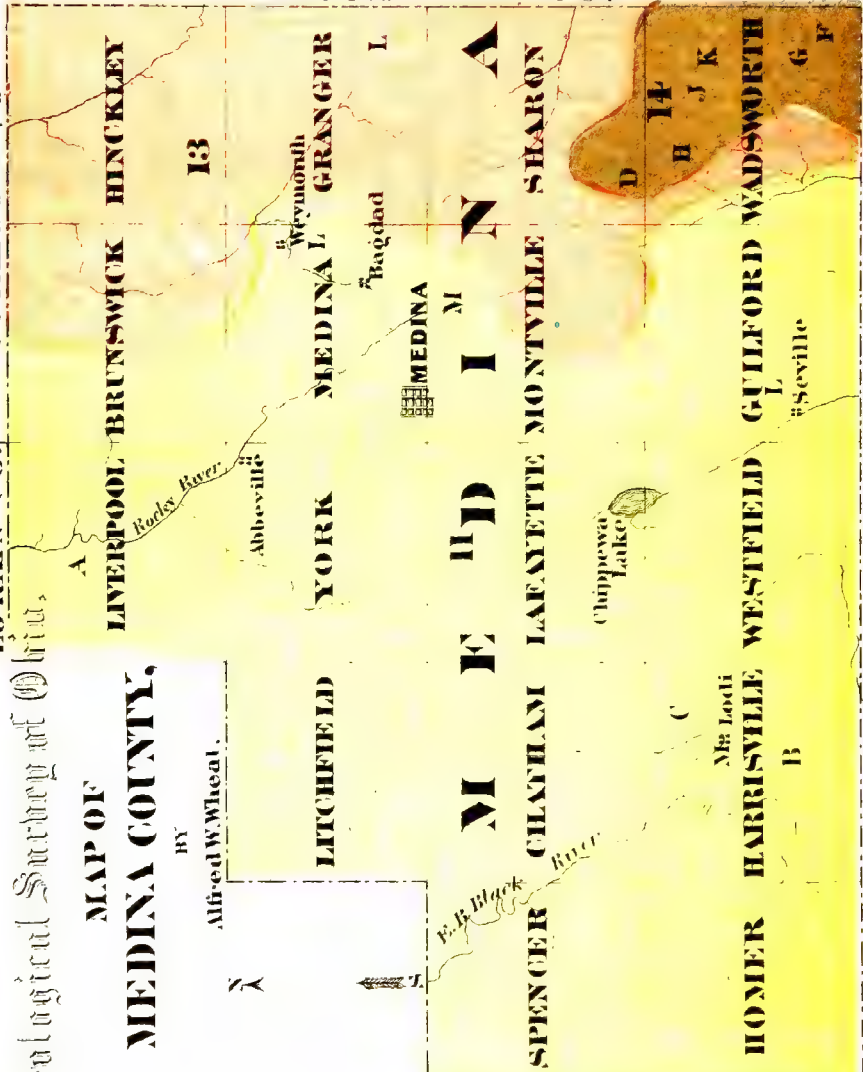 ological Survey of Ohio,
MAP OF
MEDINA COUNTY,
BY
Alfred W. Wheat.
N
LIVERPOOL
BRUNSWICK
HINCKLEY
A
Rocky River
13
Abbeville
Weymouth
LITCHFIELD
YORK
MEDINA
L
GRANGER
Bagdad
L
MEDINA
E. B. Black River
MEDINA
11
M
SPENCER
CHATHAM
LAFAYETTE
MONTVILLE
SHARON
Chippewa
Lake
D
14
C
H
J
K
M
Lodi
HOMER
HARRISVILLE
WESTFIELD
GUILFORD
WADSWORTH
B
L
Seville
G
F